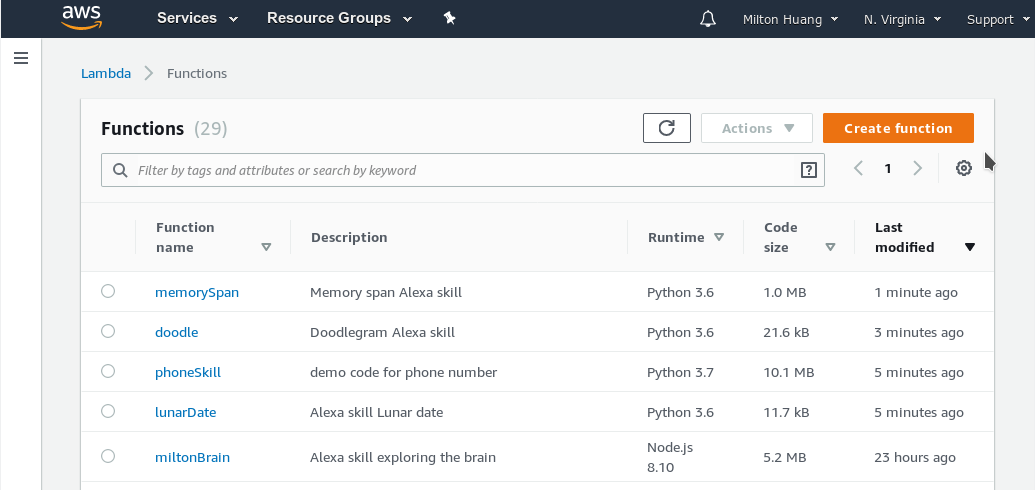 aws Services Resource Groups Milton Huang N. Virginia Support
Lambda Functions
Functions (29) Actions Create function
Filter by tags and attributes or search by keyword ? 1
Function name Description Runtime Code size Last modified
memorySpan Memory span Alexa skill Python 3.6 1.0 MB 1 minute ago
doodle Doodlegram Alexa skill Python 3.6 21.6 kB 3 minutes ago
phoneSkill demo code for phone number Python 3.7 10.1 MB 5 minutes ago
lunarDate Alexa skill Lunar date Python 3.6 11.7 kB 5 minutes ago
miltonBrain Alexa skill exploring the brain Node.js 8.10 5.2 MB 23 hours ago